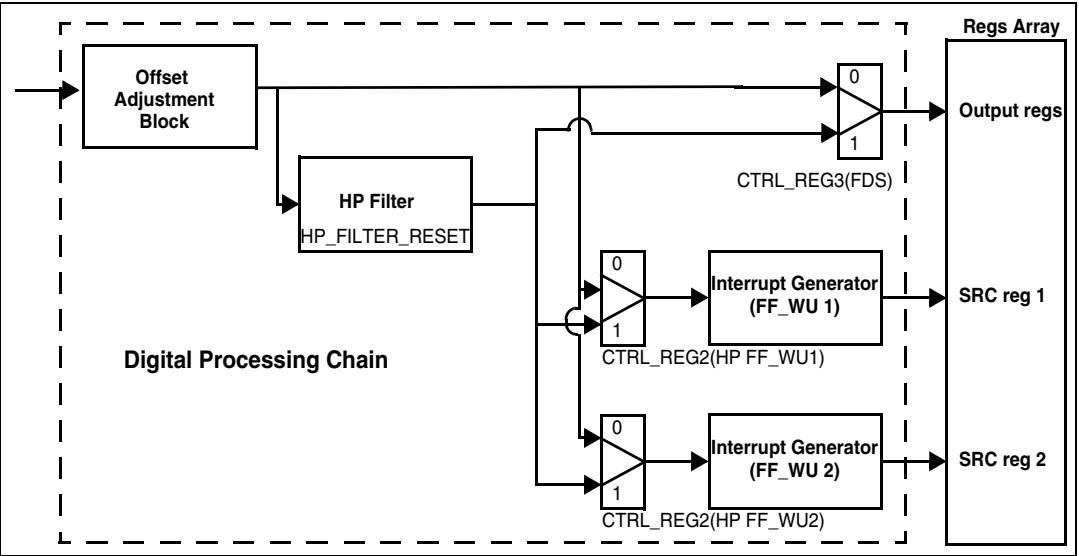 Regs Array
Offset
Adjustment
Block
0
1
Output regs
CTRL_REG3(FDS)
HP Filter
HP_FILTER_RESET
0
1
Interrupt Generator
(FF_WU 1)
SRC reg 1
CTRL_REG2(HP FF_WU1)
Digital Processing Chain
0
1
Interrupt Generator
(FF_WU 2)
SRC reg 2
CTRL_REG2(HP FF_WU2)